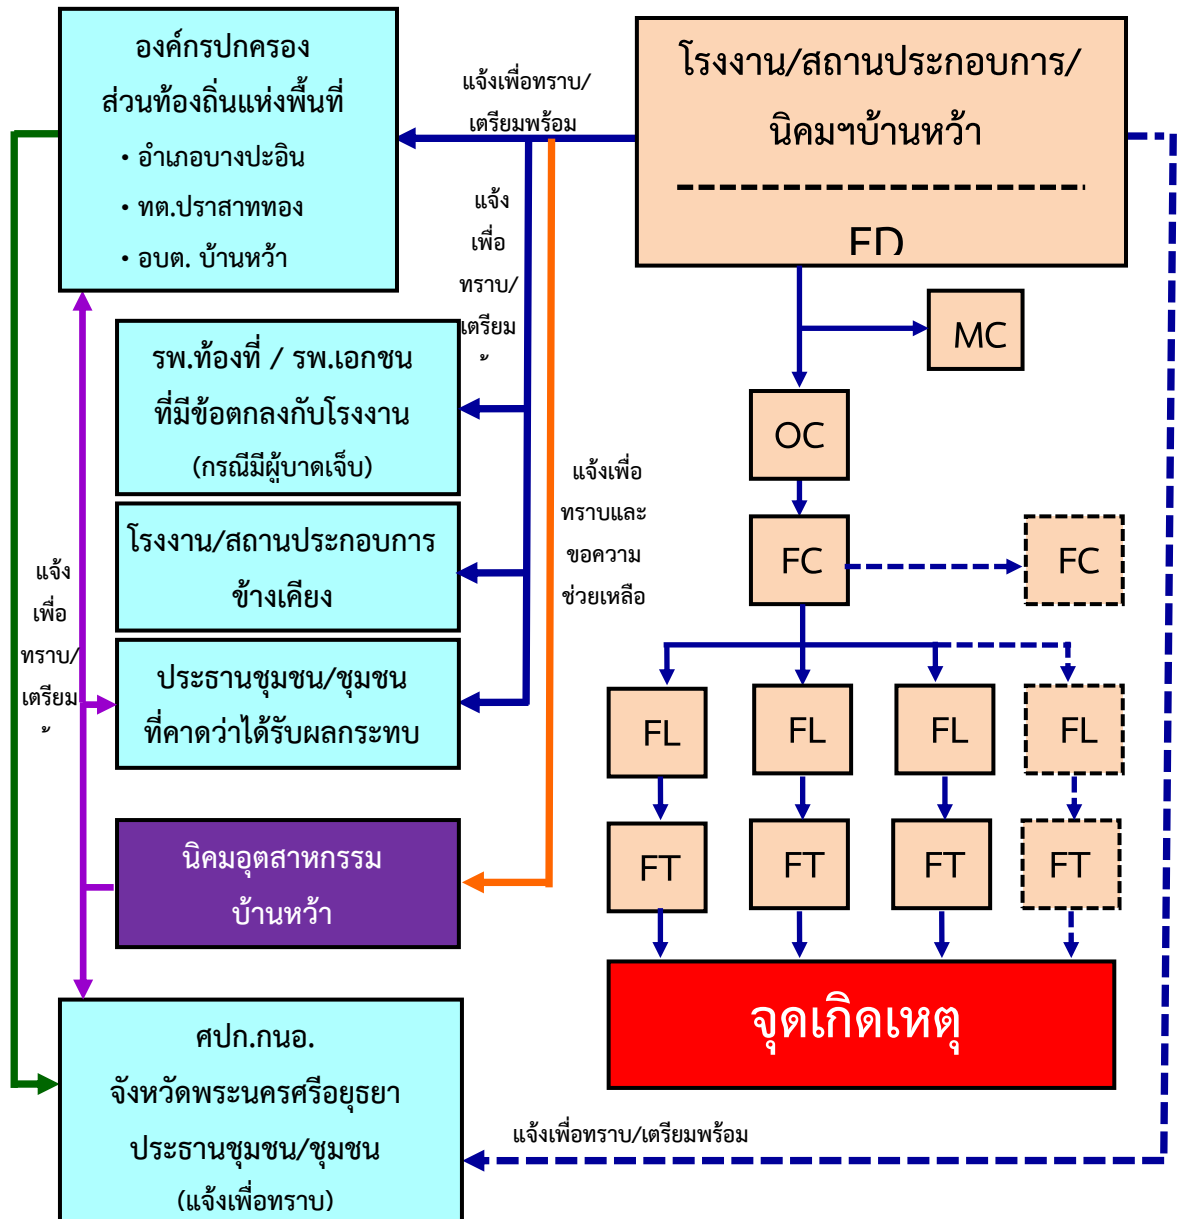 องค์กรปกครอง
ส่วนท้องถิ่นแห่งพื้นที่
• อำเภอบางปะอิน
• ทต.ปราสาททอง
• อบต. บ้านหว้า
แจ้งเพื่อทราบ/
เตรียมพร้อม
โรงงาน/สถานประกอบการ/
นิคมฯบ้านหว้า
FD
แจ้ง
เพื่อ
ทราบ/
เตรียม
MC
รพ.ท้องที่ / รพ.เอกชน
ที่มีข้อตกลงกับโรงงาน
(กรณีมีผู้บาดเจ็บ)
OC
แจ้งเพื่อ
ทราบและ
ขอความ
ช่วยเหลือ
โรงงาน/สถานประกอบการ
ข้างเคียง
FC
FC
แจ้ง
เพื่อ
ทราบ/
เตรียม
ประธานชุมชน/ชุมชน
ที่คาดว่าได้รับผลกระทบ
FL
FL
FL
FL
นิคมอุตสาหกรรม
บ้านหว้า
FT
FT
FT
FT
จุดเกิดเหตุ
ศปก.กนอ.
จังหวัดพระนครศรีอยุธยา
ประธานชุมชน/ชุมชน
(แจ้งเพื่อทราบ)
แจ้งเพื่อทราบ/เตรียมพร้อม